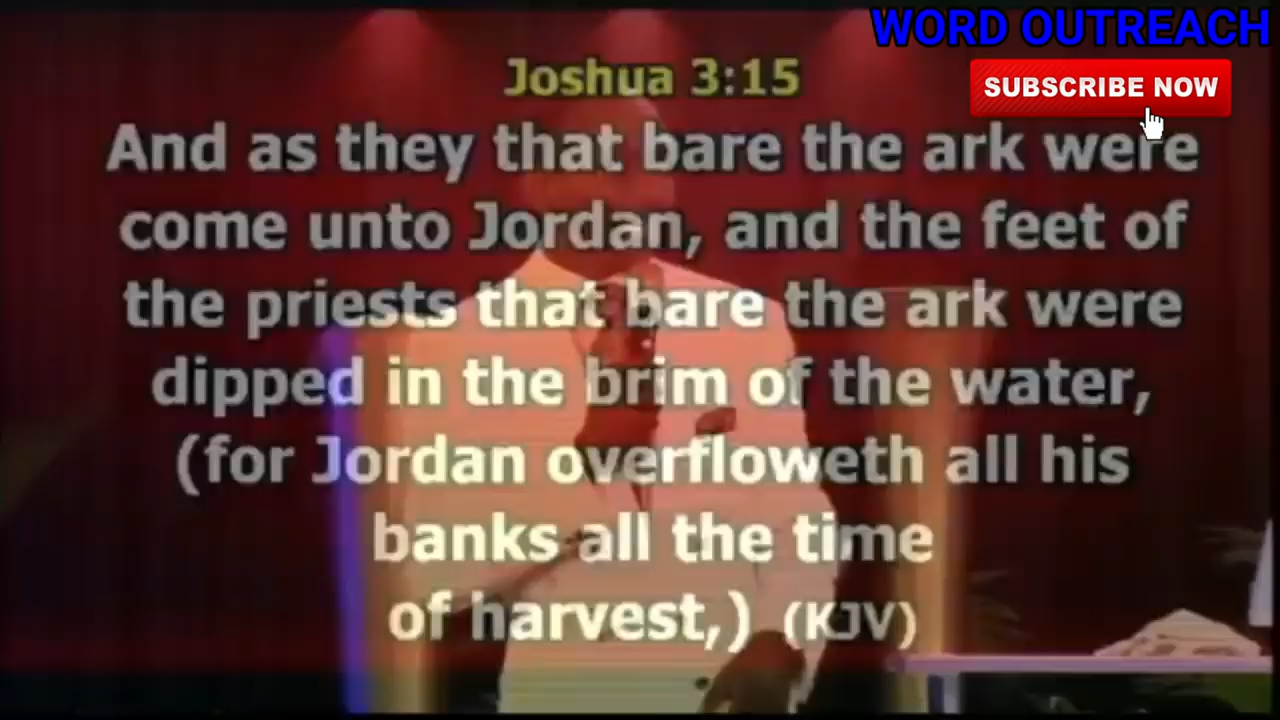 WORD OUTREACH
SUBSCRIBE NOW
Joshua 3:15
And as they that bare the ark were
come unto Jordan, and the feet of
the priests that bare the ark were
dipped in the brim of the water,
(for Jordan overfloweth all his
banks all the time
of harvest,) (KJV)